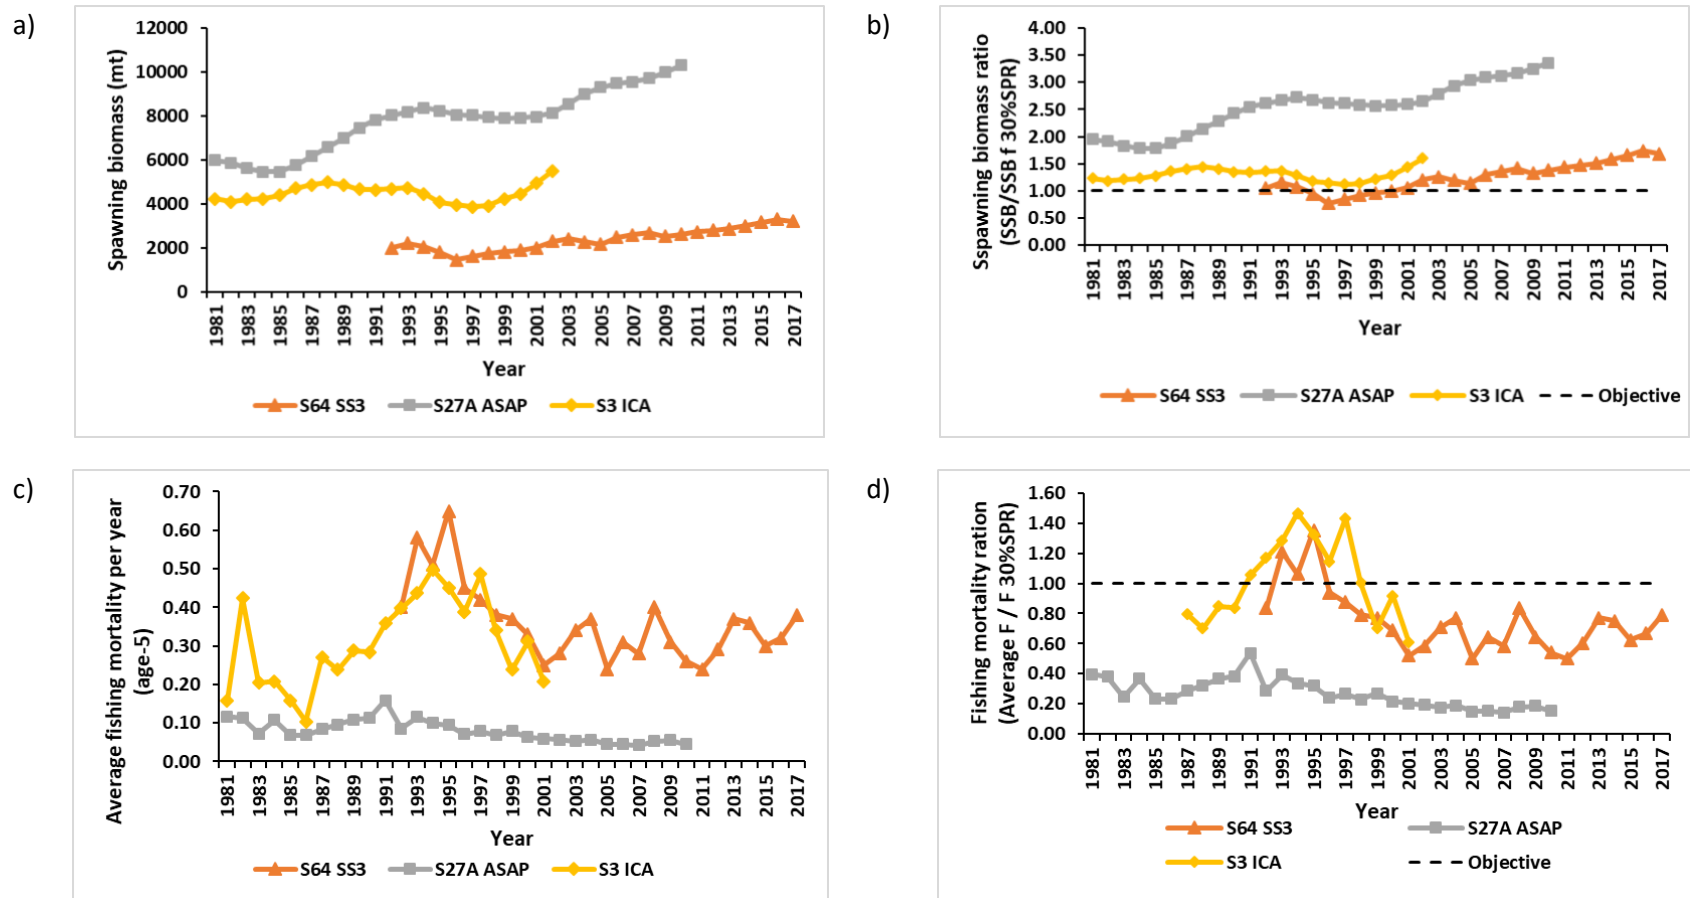 a)
Spawning biomass (mt)
12000
10000
8000
6000
4000
2000
0
1981 1983 1985 1987 1989 1991 1993 1995 1997 1999 2001 2003 2005 2007 2009 2011 2013 2015 2017
Year
S64 SS3 S27A ASAP S3 ICA
b)
Sspawning biomass ratio
(SSB/SSB f 30%SPR)
4.00
3.50
3.00
2.50
2.00
1.50
1.00
0.50
0.00
1981 1983 1985 1987 1989 1991 1993 1995 1997 1999 2001 2003 2005 2007 2009 2011 2013 2015 2017
Year
S64 SS3 S27A ASAP S3 ICA Objective
c)
Average fishing mortality per year
(age-5)
0.70
0.60
0.50
0.40
0.30
0.20
0.10
0.00
1981 1983 1985 1987 1989 1991 1993 1995 1997 1999 2001 2003 2005 2007 2009 2011 2013 2015 2017
Year
S64 SS3 S27A ASAP S3 ICA
d)
Fishing mortality ration
(Average F / F 30%SPR)
1.60
1.40
1.20
1.00
0.80
0.60
0.40
0.20
0.00
1981 1983 1985 1987 1989 1991 1993 1995 1997 1999 2001 2003 2005 2007 2009 2011 2013 2015 2017
Year
S64 SS3 S27A ASAP
S3 ICA Objective